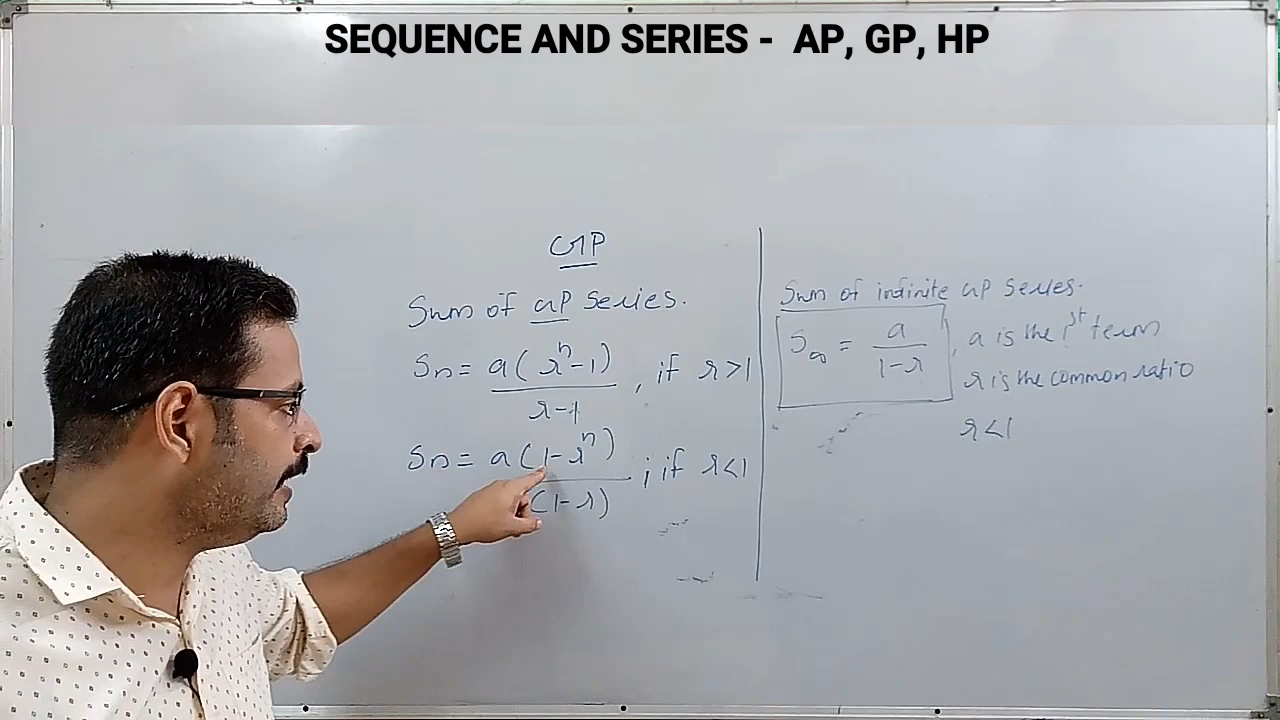 SEQUENCE AND SERIES - AP, GP, HP
GP
Sum of GP Series.
Sn = a(r^n-1) / r-1 , if r>1
Sn = a(1-r^n) / (1-r) ; if r<1
Sum of infinite GP Series.
S∞ = a / 1-r , a is the 1st term
r is the common ratio
r<1